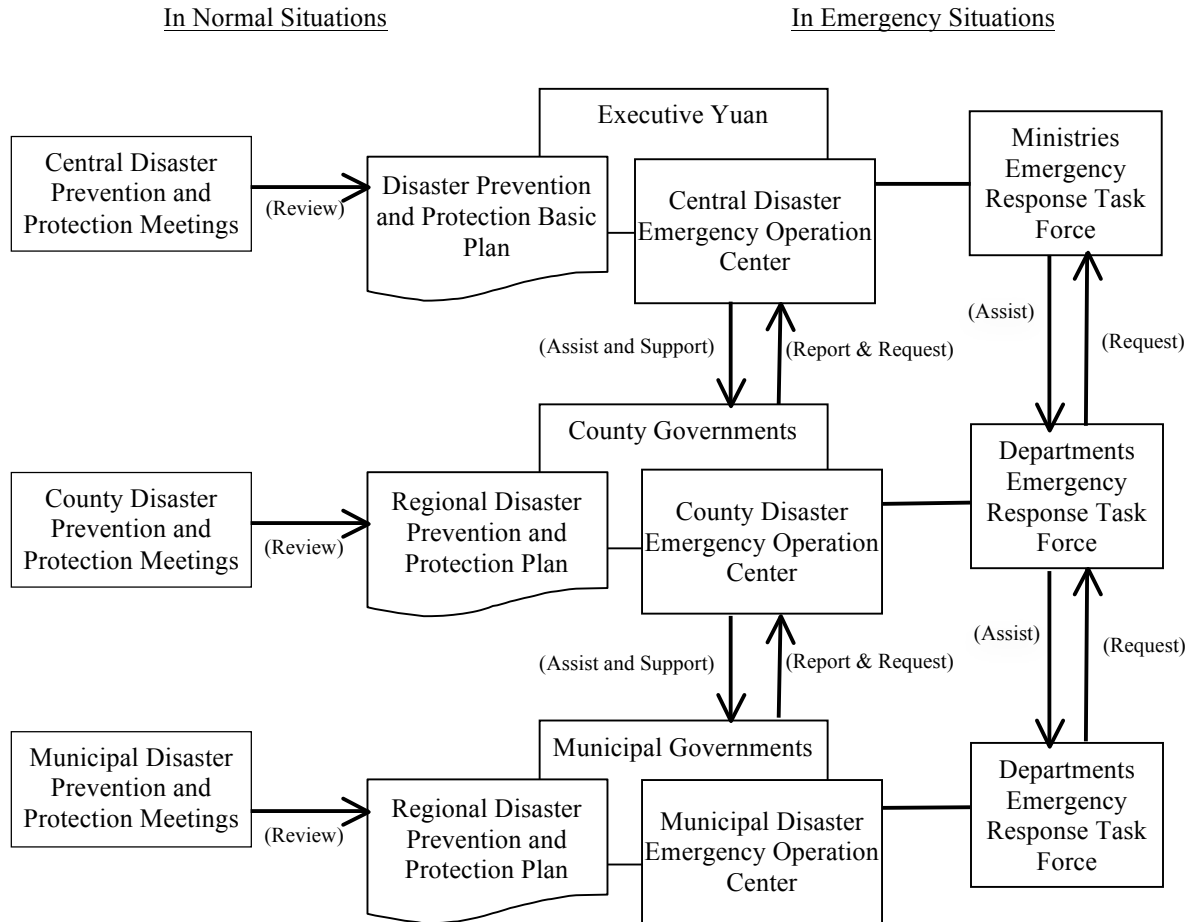 In Normal Situations
In Emergency Situations
Executive Yuan
Central Disaster
Prevention and
Protection Meetings
(Review)
Disaster Prevention
and Protection Basic
Plan
Central Disaster
Emergency Operation
Center
Ministries
Emergency
Response Task
Force
(Assist and Support)
(Report & Request)
(Assist)
(Request)
County Governments
County Disaster
Prevention and
Protection Meetings
(Review)
Regional Disaster
Prevention and
Protection Plan
County Disaster
Emergency Operation
Center
Departments
Emergency
Response Task
Force
(Assist and Support)
(Report & Request)
(Assist)
(Request)
Municipal Governments
Municipal Disaster
Prevention and
Protection Meetings
(Review)
Regional Disaster
Prevention and
Protection Plan
Municipal Disaster
Emergency Operation
Center
Departments
Emergency
Response Task
Force